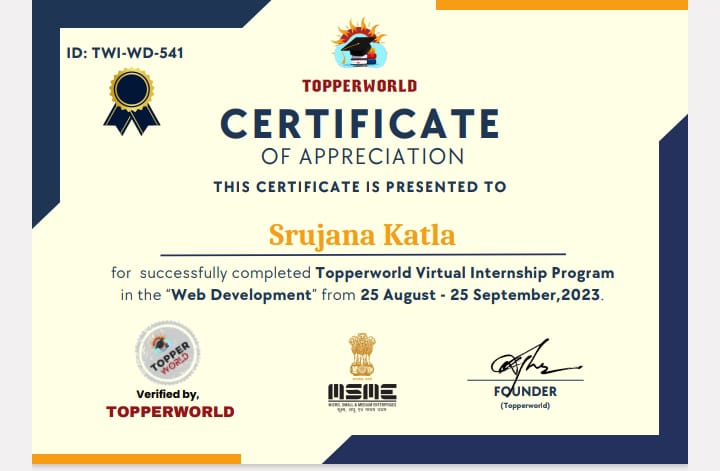 ID: TWI-WD-541
TOPPERWORLD
CERTIFICATE
OF APPRECIATION
THIS CERTIFICATE IS PRESENTED TO
Srujana Katla
for successfully completed Topperworld Virtual Internship Program
in the “Web Development” from 25 August - 25 September,2023.
TOPPER
WORLD
Verified by,
TOPPERWORLD
MSME
MICRO, SMALL & MEDIUM ENTERPRISES
सूक्ष्म, लघु एवं मध्यम उद्यम
FOUNDER
(Topperworld)